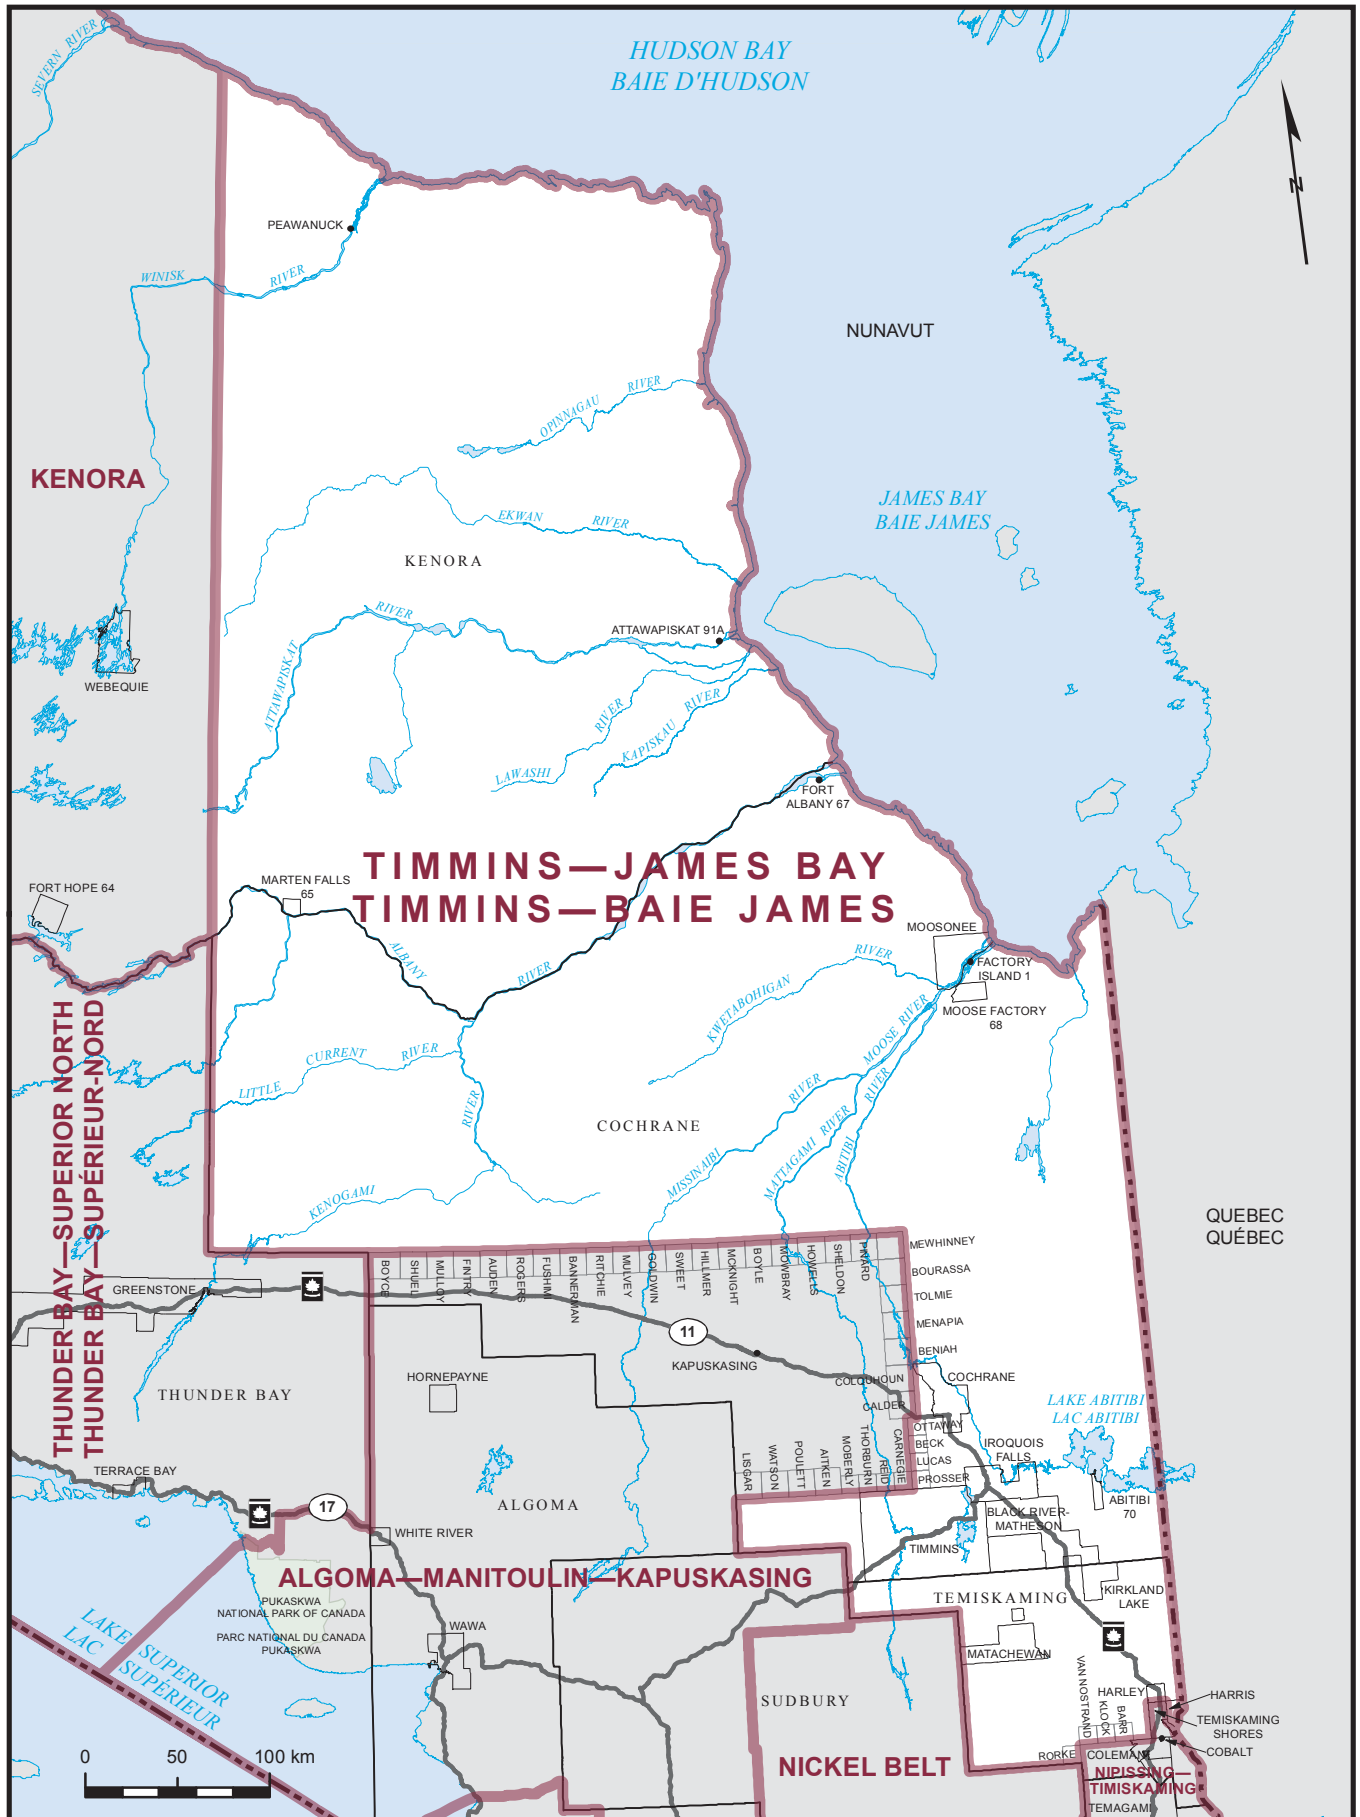 HUDSON BAY
BAIE D'HUDSON
SEVERN RIVER
N
PEAWANUCK
WINISK RIVER
NUNAVUT
OPINNAGAU RIVER
KENORA
JAMES BAY
BAIE JAMES
EKWAN RIVER
KENORA
ATTAWAPISKAT RIVER
ATTAWAPISKAT 91A
WEBEQUIE
LAWASHI RIVER
KAPISKAU RIVER
FORT
ALBANY 67
TIMMINS—JAMES BAY
TIMMINS—BAIE JAMES
FORT HOPE 64
MARTEN FALLS
65
ALBANY RIVER
MOOSONEE
FACTORY
ISLAND 1
MOOSE FACTORY
68
KWETABOHIGAN RIVER
MOOSE RIVER
THUNDER BAY—SUPERIOR NORTH
THUNDER BAY—SUPÉRIEUR-NORD
LITTLE CURRENT RIVER
KENOGAMI RIVER
COCHRANE
MISSINAIBI RIVER
MATTAGAMI RIVER
ABITIBI RIVER
QUEBEC
QUÉBEC
BOYCE
SHUEL
MULLOY
FINTRY
AUDEN
ROGERS
FUSHIMI
BANNERMAN
RITCHIE
MULVEY
GOLDWIN
SWEET
HILLMER
MCKNIGHT
BOYLE
MOWBRAY
HOWELLS
SHELDON
PINARD
MEWHINNEY
BOURASSA
TOLMIE
MENAPIA
BENIAH
GREENSTONE
11
KAPUSKASING
HORNEPAYNE
THUNDER BAY
COLQUHOUN
CALDER
COCHRANE
OTTAWAY
BECK
LUCAS
PROSSER
LAKE ABITIBI
LAC ABITIBI
IROQUOIS
FALLS
LISGAR
WATSON
POULETT
AITKEN
MOBERLY
THORBURN
REID
CARNEGIE
TERRACE BAY
17
ALGOMA
WHITE RIVER
BLACK RIVER-
MATHESON
ABITIBI
70
TIMMINS
ALGOMA—MANITOULIN—KAPUSKASING
TEMISKAMING
KIRKLAND
LAKE
PUKASKWA
NATIONAL PARK OF CANADA
PARC NATIONAL DU CANADA
PUKASKWA
WAWA
MATACHEWAN
LAKE SUPERIOR
LAC SUPÉRIEUR
SUDBURY
VAN NOSTRAND
KLOCK
BARR
HARLEY
HARRIS
TEMISKAMING
SHORES
COBALT
RORKE
COLEMAN
NICKEL BELT
NIPISSING—
TIMISKAMING
TEMAGAMI
0 50 100 km